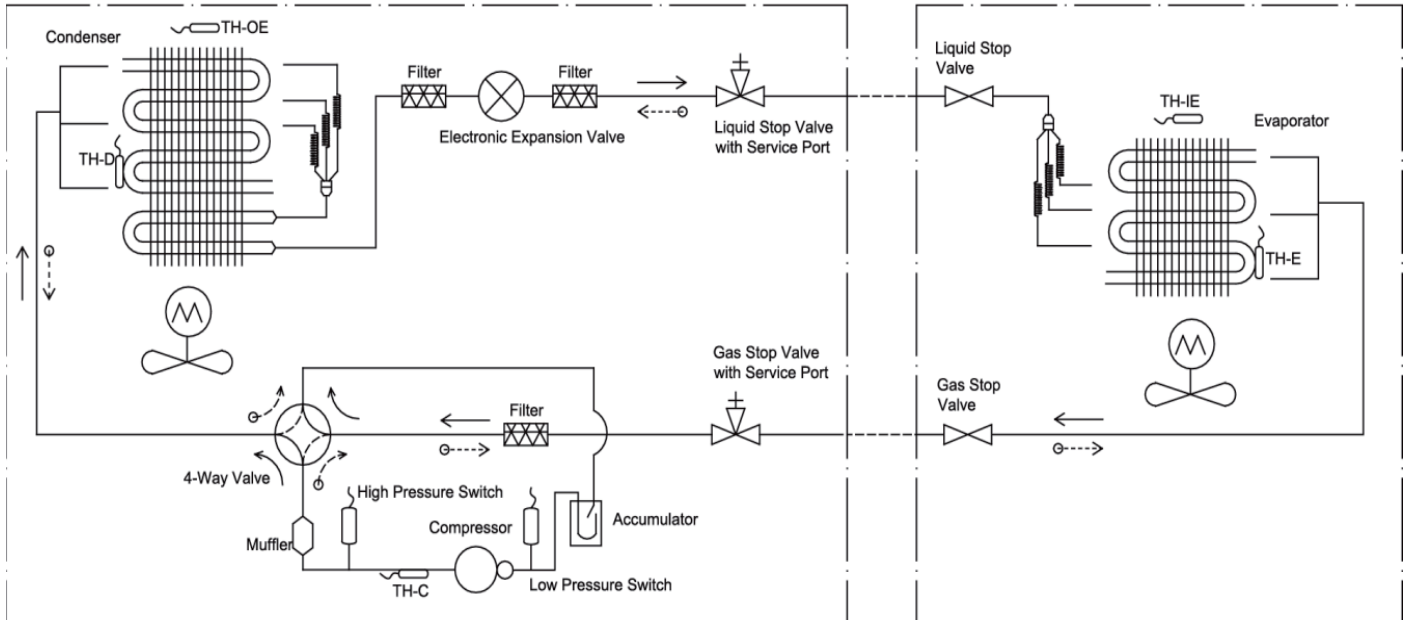 TH-OE
Condenser
TH-D
Filter
Filter
Electronic Expansion Valve
Liquid Stop Valve
with Service Port
Liquid Stop
Valve
TH-IE
Evaporator
TH-E
Gas Stop Valve
with Service Port
Gas Stop
Valve
Filter
4-Way Valve
High Pressure Switch
Muffler
Compressor
Accumulator
TH-C
Low Pressure Switch